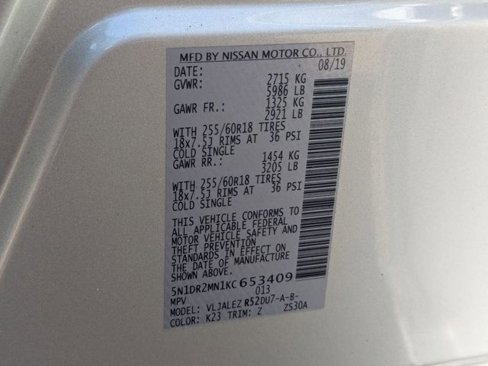 MFD BY NISSAN MOTOR CO., LTD.
DATE: 08/19
GVWR: 2715 KG
5986 LB
GAWR FR.: 1325 KG
2921 LB
WITH 255/60R18 TIRES
18x7.5J RIMS AT 36 PSI
COLD SINGLE
GAWR RR.: 1454 KG
3205 LB
WITH 255/60R18 TIRES
18x7.5J RIMS AT 36 PSI
COLD SINGLE
THIS VEHICLE CONFORMS TO
ALL APPLICABLE FEDERAL
MOTOR VEHICLE SAFETY AND
THEFT PREVENTION
STANDARDS IN EFFECT ON
THE DATE OF MANUFACTURE
SHOWN ABOVE.
5N1DR2MN1KC653409
MPV 013
MODEL: VLJALEZ R52DU7-A-B-
COLOR: K23 TRIM: Z ZS30A